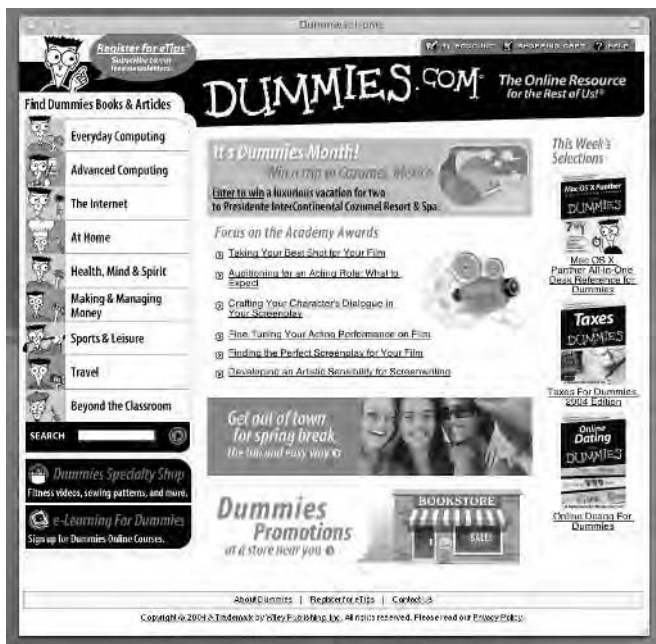 Dummies::Home
Register for eTips®
Subscribe to our
free newsletters.
MY ACCOUNT SHOPPING CART ? HELP
DUMMIES.COM®
The Online Resource
for the Rest of Us!®
Find Dummies Books & Articles
Everyday Computing
Advanced Computing
The Internet
At Home
Health, Mind & Spirit
Making & Managing
Money
Sports & Leisure
Travel
Beyond the Classroom
SEARCH
Dummies Specialty Shop
Fitness videos, sewing patterns, and more.
e-Learning For Dummies
Sign up for Dummies Online Courses.
It's Dummies Month!
Win a trip to Cozumel, Mexico
Enter to win a luxurious vacation for two
to Presidente InterContinental Cozumel Resort & Spa.
Focus on the Academy Awards
Taking Your Best Shot for Your Film
Auditioning for an Acting Role: What to
Expect
Crafting Your Character's Dialogue in
Your Screenplay
Fine-Tuning Your Acting Performance on Film
Finding the Perfect Screenplay for Your Film
Developing an Artistic Sensibility for Screenwriting
Get out of town
for spring break
the fun and easy way
Dummies
Promotions
at a store near you
BOOKSTORE
SALE!
This Week's
Selections
Mac OS X Panther
DUMMIES
Mac OS X
Panther All-in-One
Desk Reference for
Dummies
Taxes
DUMMIES
Taxes For Dummies,
2004 Edition
Online
Dating
DUMMIES
Online Dating For
Dummies
About Dummies | Register for eTips | Contact Us
Copyright © 2004 & Trademark by Wiley Publishing, Inc. All rights reserved. Please read our Privacy Policy.